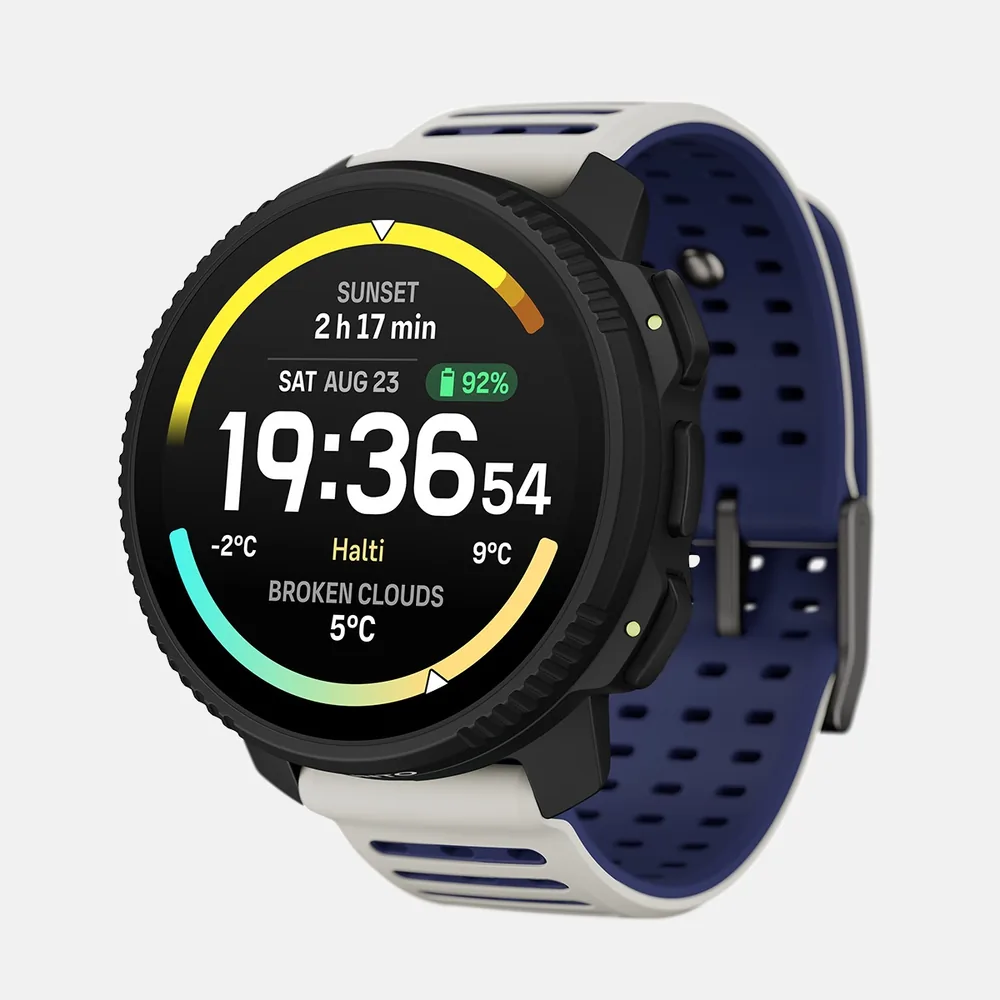 SUNSET
2 h 17 min
SAT AUG 23 92%
19:36 54
-2°C Halti 9°C
BROKEN CLOUDS
5°C